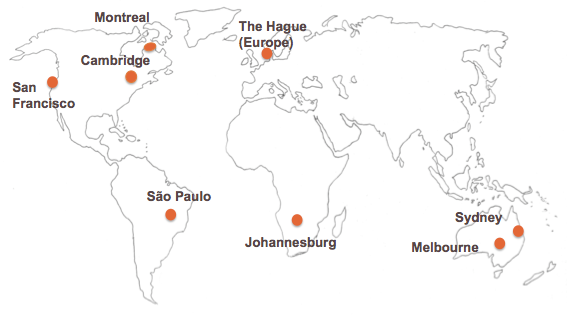 Montreal
The Hague
(Europe)
Cambridge
San
Francisco
São Paulo
Sydney
Johannesburg
Melbourne